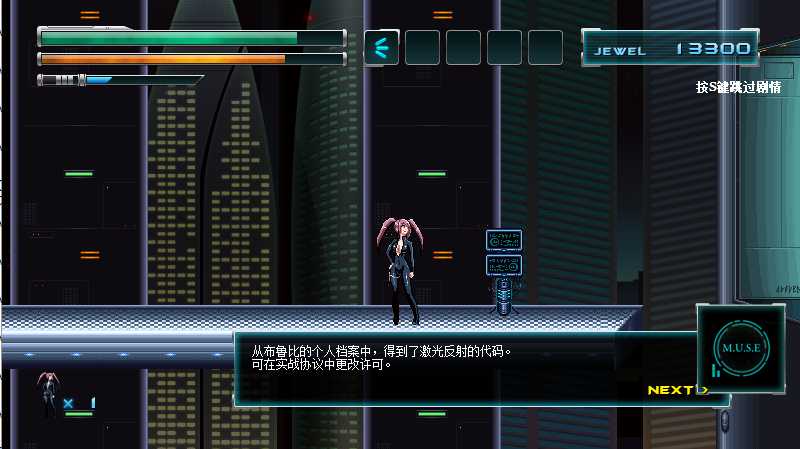 JEWEL 13300
按S键跳过剧情
从布鲁比的个人档案中，得到了激光反射的代码。
可在实战协议中更改许可。
M.U.S.E
NEXT
× 1